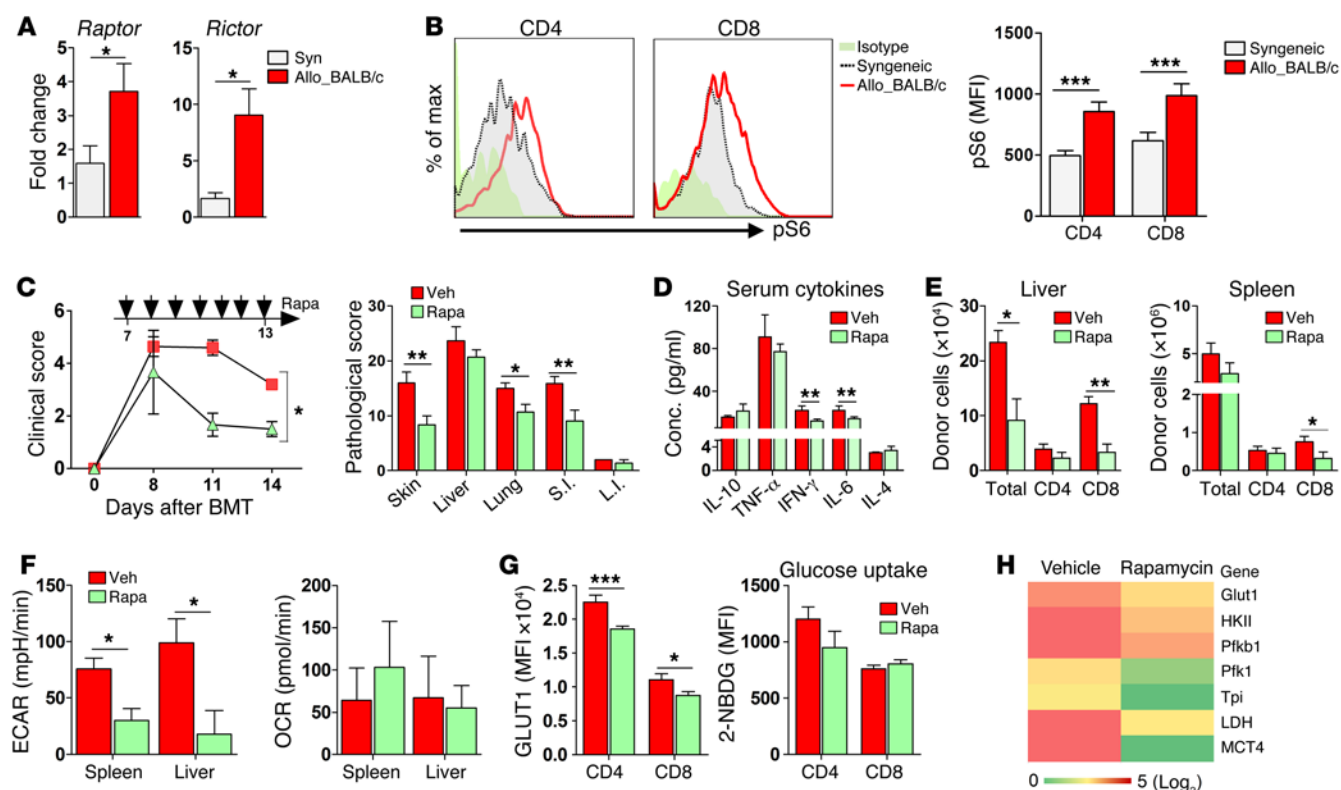 A
Raptor
Rictor
Fold change
5
4
3
2
1
0
*
15
10
5
0
*
Syn
Allo_BALB/c
B
CD4
CD8
% of max
pS6
Isotype
Syngeneic
Allo_BALB/c
pS6 (MFI)
1500
1000
500
0
***
***
CD4
CD8
Syngeneic
Allo_BALB/c
C
Clinical score
6
4
2
0
Rapa
7
13
*
0
8
11
14
Days after BMT
Pathological score
30
20
10
0
Veh
Rapa
**
*
**
Skin
Liver
Lung
S.I.
L.I.
D
Serum cytokines
Conc. (pg/ml)
120
80
40
4
0
Veh
Rapa
**
**
IL-10
TNF-α
IFN-γ
IL-6
IL-4
E
Liver
Donor cells (×10⁴)
30
20
10
0
*
**
Total
CD4
CD8
Veh
Rapa
Spleen
Donor cells (×10⁶)
5
2
1
0
*
Total
CD4
CD8
F
ECAR (mpH/min)
150
100
50
0
Veh
Rapa
*
*
Spleen
Liver
OCR (pmol/min)
200
150
100
50
0
Spleen
Liver
G
GLUT1 (MFI ×10⁴)
2.5
2.0
1.5
1.0
0.5
0
***
*
CD4
CD8
Glucose uptake
2-NBDG (MFI)
1500
1000
750
500
0
Veh
Rapa
CD4
CD8
H
Vehicle
Rapamycin
Gene
Glut1
HKII
Pfkb1
Pfk1
Tpi
LDH
MCT4
0
5 (Log₂)